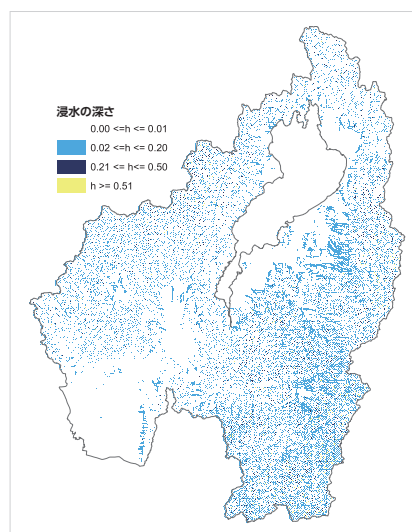 浸水の深さ
0.00 <=h <= 0.01
0.02 <=h <= 0.20
0.21 <= h<= 0.50
h >= 0.51